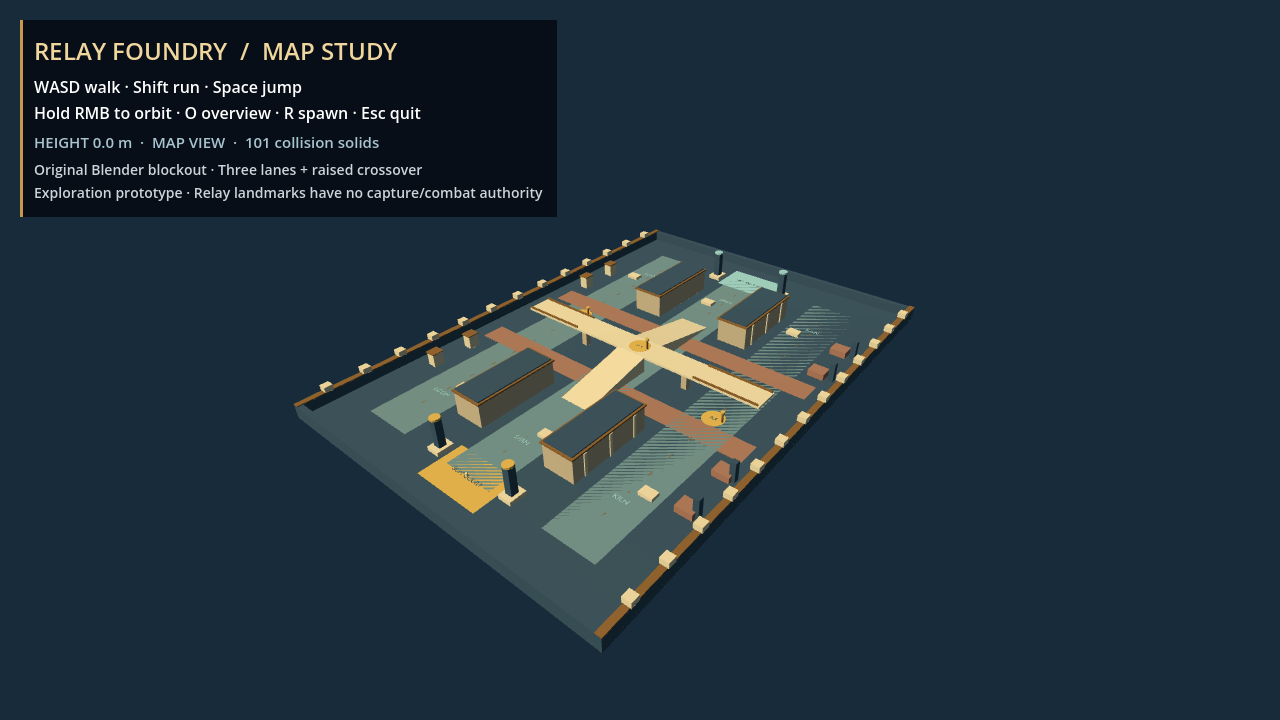 RELAY FOUNDRY / MAP STUDY
WASD walk · Shift run · Space jump
Hold RMB to orbit · O overview · R spawn · Esc quit
HEIGHT 0.0 m · MAP VIEW · 101 collision solids
Original Blender blockout · Three lanes + raised crossover
Exploration prototype · Relay landmarks have no capture/combat authority
KILN